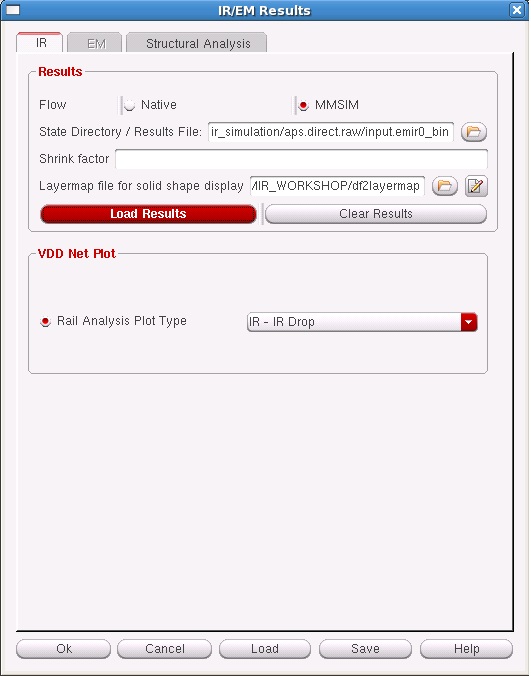 IR/EM Results
IR EM Structural Analysis
Results
Flow Native MMSIM
State Directory / Results File: ir_simulation/aps.direct.raw/input.emir0_bin
Shrink factor
Layermap file for solid shape display /IR_WORKSHOP/df2layermap
Load Results Clear Results
VDD Net Plot
Rail Analysis Plot Type IR - IR Drop
Ok Cancel Load Save Help